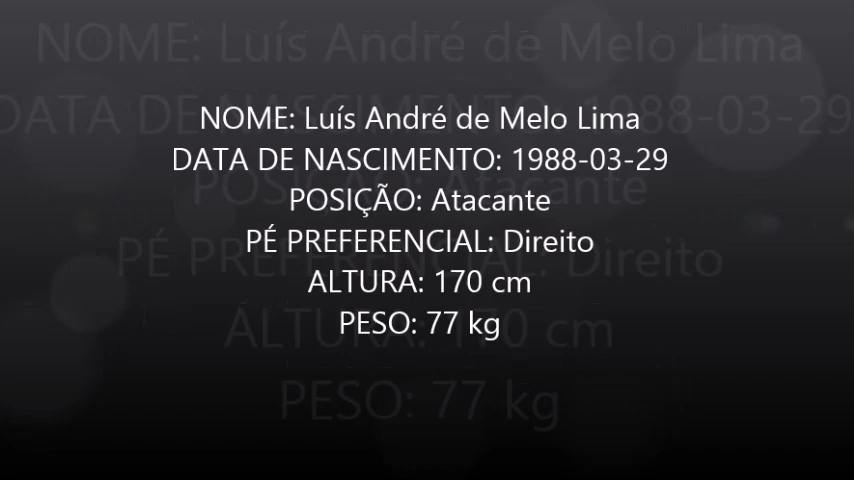 NOME: Luís André de Melo Lima
DATA DE NASCIMENTO: 1988-03-29
POSIÇÃO: Atacante
PÉ PREFERENCIAL: Direito
ALTURA: 170 cm
PESO: 77 kg